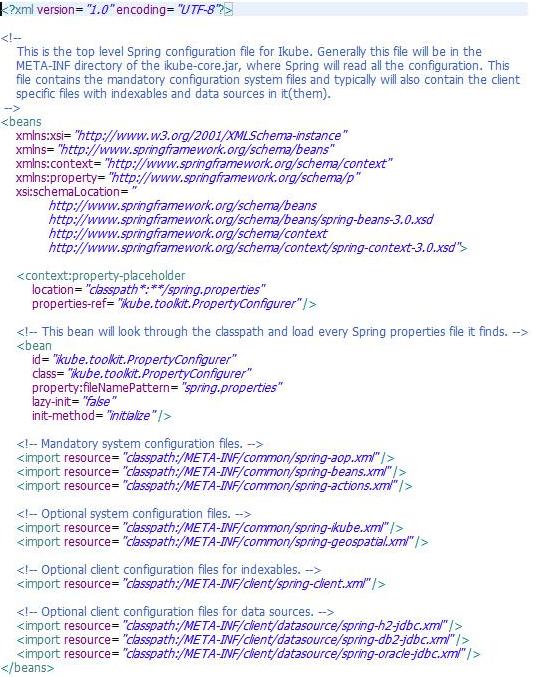 <?xml version="1.0" encoding="UTF-8"?>
<!--
This is the top level Spring configuration file for Ikube. Generally this file will be in the
META-INF directory of the ikube-core.jar, where Spring will read all the configuration. This
file contains the mandatory configuration system files and typically will also contain the client
specific files with indexables and data sources in it(them).
-->
<beans
xmlns:xsi="http://www.w3.org/2001/XMLSchema-instance"
xmlns="http://www.springframework.org/schema/beans"
xmlns:context="http://www.springframework.org/schema/context"
xmlns:property="http://www.springframework.org/schema/p"
xsi:schemaLocation="
http://www.springframework.org/schema/beans
http://www.springframework.org/schema/beans/spring-beans-3.0.xsd
http://www.springframework.org/schema/context
http://www.springframework.org/schema/context/spring-context-3.0.xsd">
<context:property-placeholder
location="classpath*:**/spring.properties"
properties-ref="ikube.toolkit.PropertyConfigurer"/>
<!-- This bean will look through the classpath and load every Spring properties file it finds. -->
<bean
id="ikube.toolkit.PropertyConfigurer"
class="ikube.toolkit.PropertyConfigurer"
property:fileNamePattern="spring.properties"
lazy-init="false"
init-method="initialize"/>
<!-- Mandatory system configuration files. -->
<import resource="classpath:/META-INF/common/spring-aop.xml"/>
<import resource="classpath:/META-INF/common/spring-beans.xml"/>
<import resource="classpath:/META-INF/common/spring-actions.xml"/>
<!-- Optional system configuration files. -->
<import resource="classpath:/META-INF/common/spring-ikube.xml"/>
<import resource="classpath:/META-INF/common/spring-geospatial.xml"/>
<!-- Optional client configuration files for indexables. -->
<import resource="classpath:/META-INF/client/spring-client.xml"/>
<!-- Optional client configuration files for data sources. -->
<import resource="classpath:/META-INF/client/datasource/spring-h2-jdbc.xml"/>
<import resource="classpath:/META-INF/client/datasource/spring-db2-jdbc.xml"/>
<import resource="classpath:/META-INF/client/datasource/spring-oracle-jdbc.xml"/>
</beans>